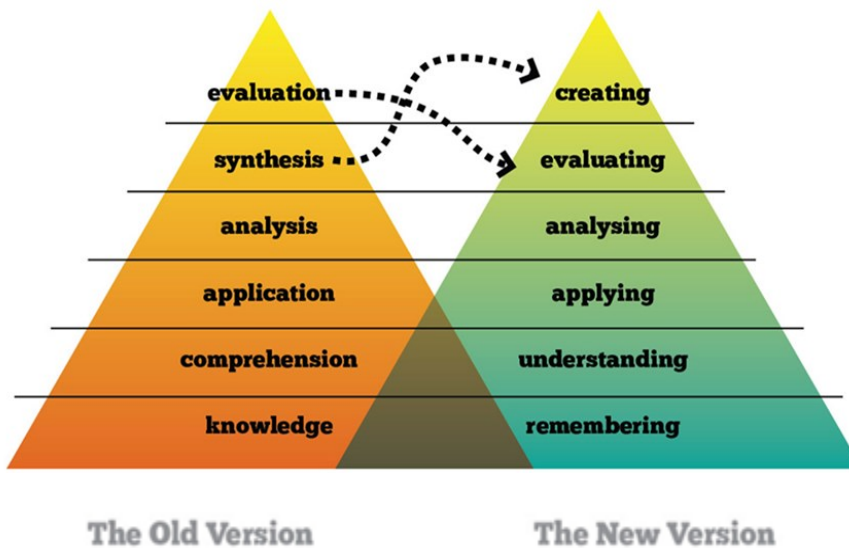 evaluation
creating
synthesis
evaluating
analysis
analysing
application
applying
comprehension
understanding
knowledge
remembering
The Old Version
The New Version